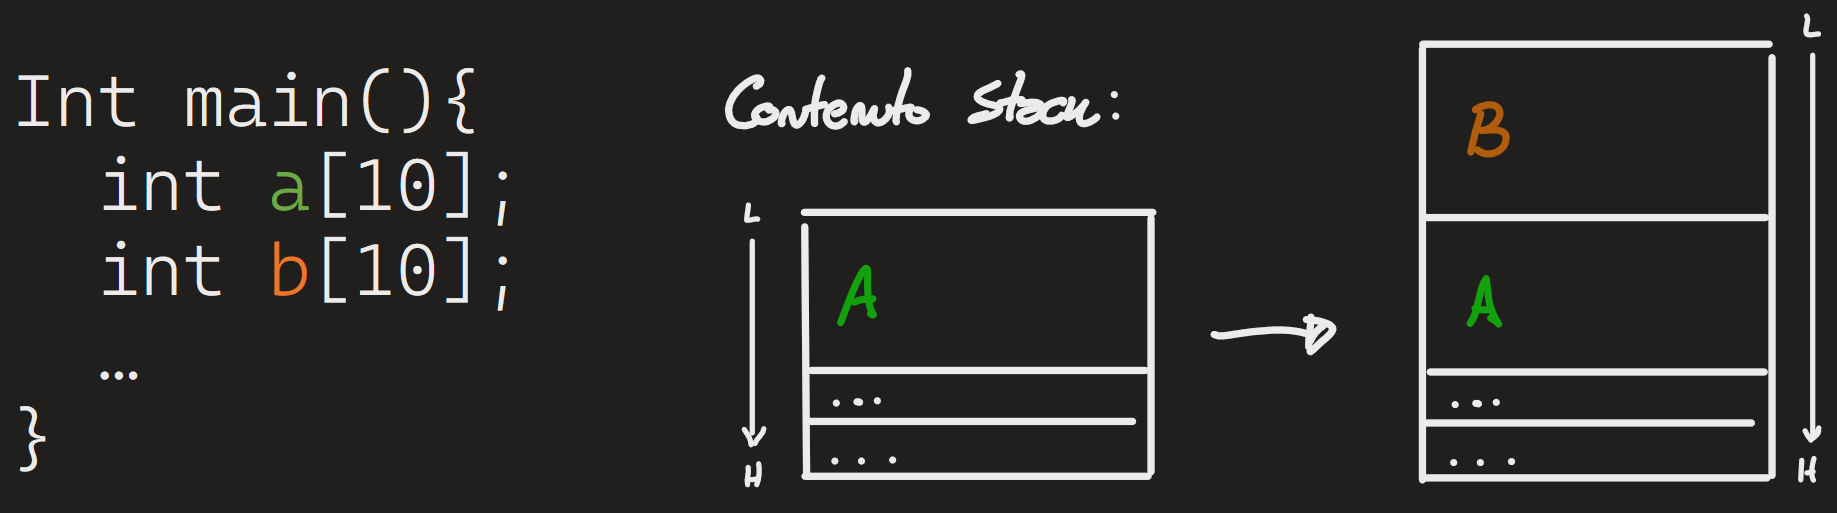 Int main(){
int a[10];
int b[10];
…
}
Contenuto Stack:
L
A
...
...
H
L
B
A
...
...
H